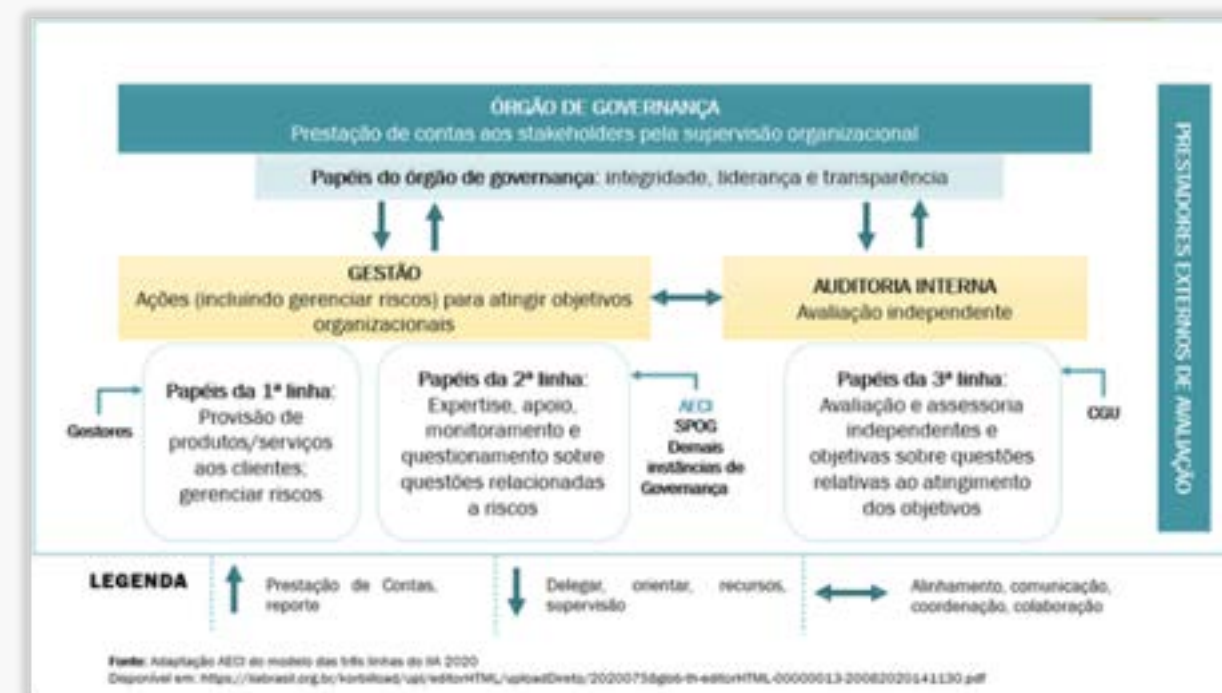 ÓRGÃO DE GOVERNANÇA
Prestação de contas aos stakeholders pela supervisão organizacional
Papéis do órgão de governança: integridade, liderança e transparência
GESTÃO
Ações (incluindo gerenciar riscos) para atingir objetivos
organizacionais
AUDITORIA INTERNA
Avaliação independente
Gestores
Papéis da 1ª linha:
Provisão de
produtos/serviços
aos clientes;
gerenciar riscos
Papéis da 2ª linha:
Expertise, apoio,
monitoramento e
questionamento sobre
questões relacionadas
a riscos
AECI
SPOG
Demais
instâncias de
Governança
Papéis da 3ª linha:
Avaliação e assessoria
independentes e
objetivas sobre questões
relativas ao atingimento
dos objetivos
CGU
PRESTADORES EXTERNOS DE AVALIAÇÃO
LEGENDA
Prestação de Contas,
reporte
Delegar, orientar, recursos,
supervisão
Alinhamento, comunicação,
coordenação, colaboração
Fonte: Adaptação AECI do modelo das três linhas do IIA 2020
Disponível em: